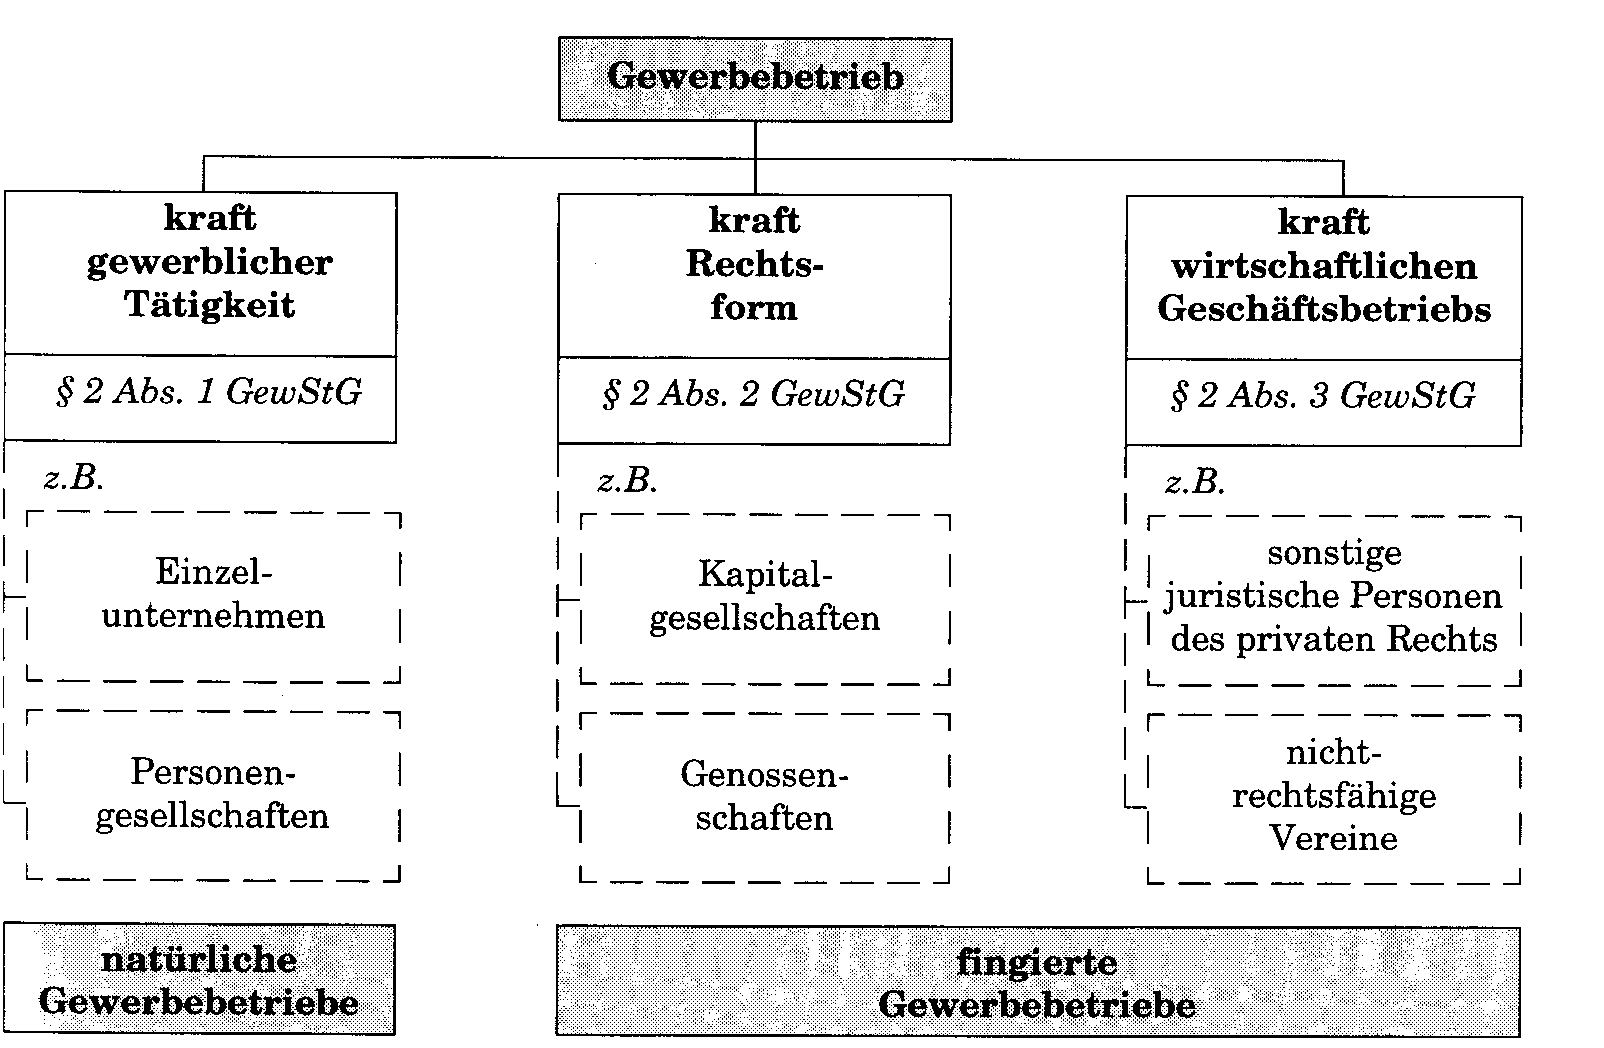 Gewerbebetrieb
kraft
gewerblicher
Tätigkeit
§ 2 Abs. 1 GewStG
z.B.
Einzel-
unternehmen
Personen-
gesellschaften
natürliche
Gewerbebetriebe
kraft
Rechts-
form
§ 2 Abs. 2 GewStG
z.B.
Kapital-
gesellschaften
Genossen-
schaften
kraft
wirtschaftlichen
Geschäftsbetriebs
§ 2 Abs. 3 GewStG
z.B.
sonstige
juristische Personen
des privaten Rechts
nicht-
rechtsfähige
Vereine
fingierte
Gewerbebetriebe